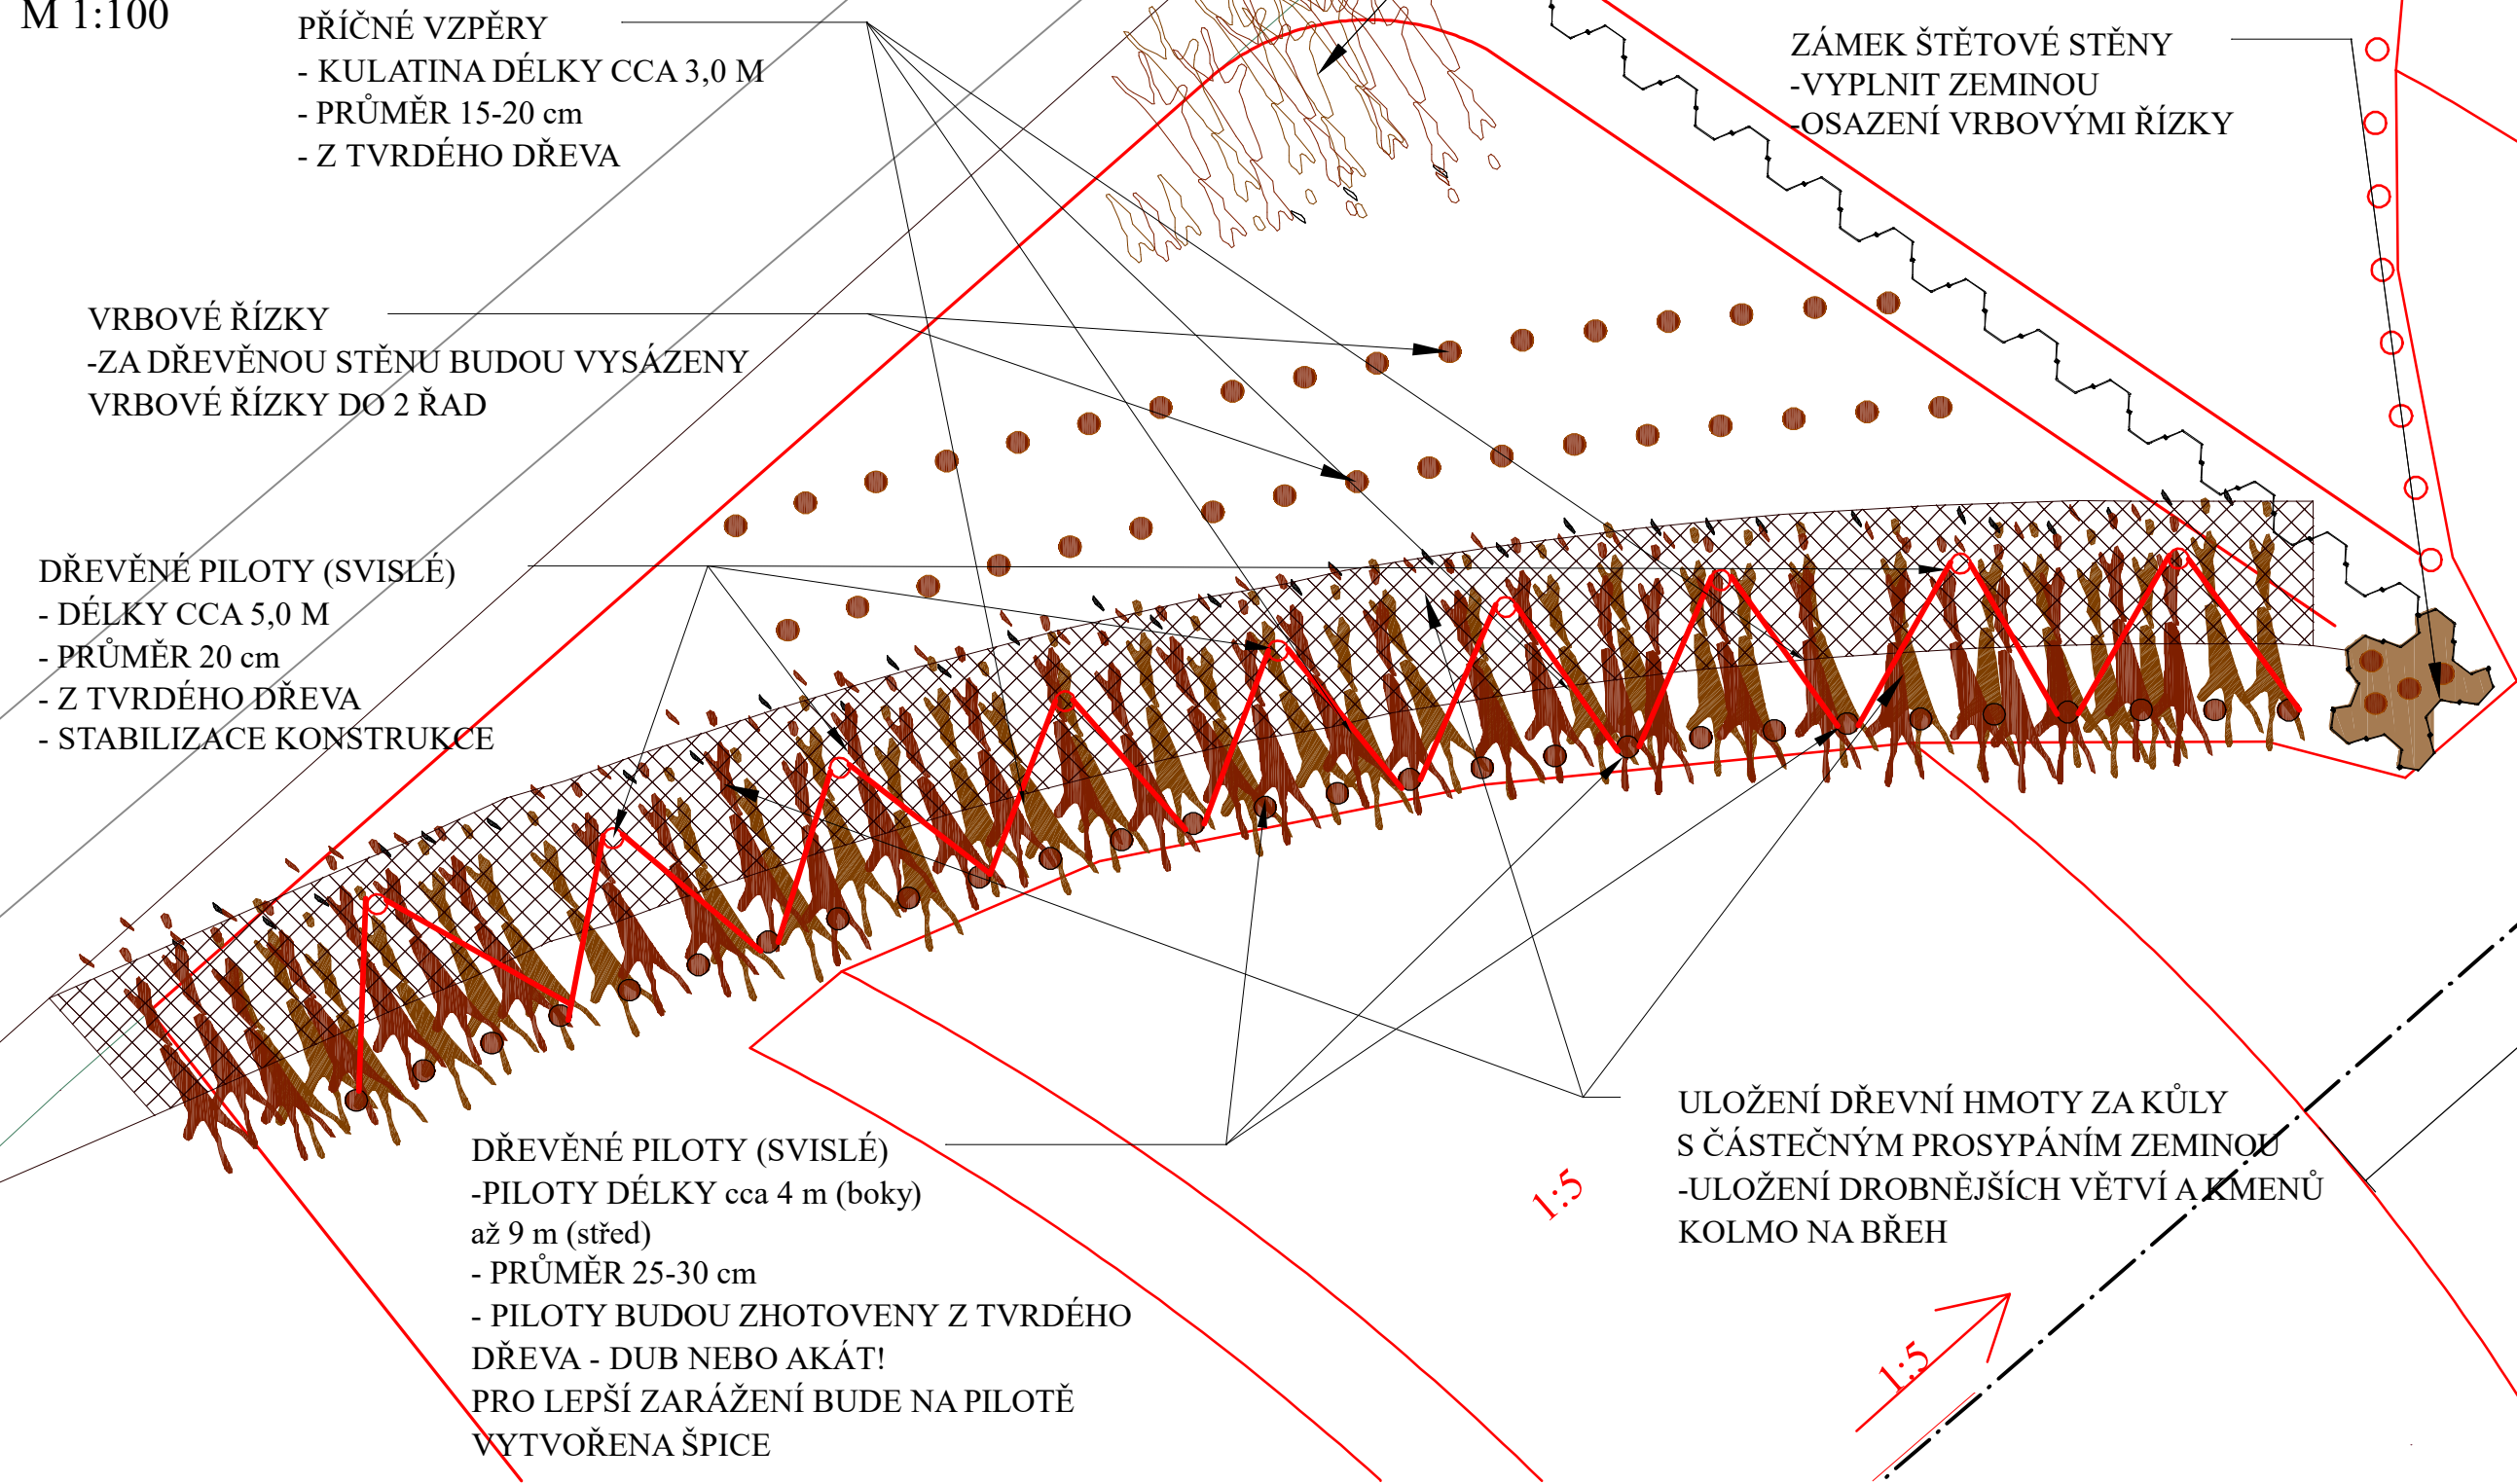 M 1:100
PŘÍČNÉ VZPĚRY
- KULATINA DÉLKY CCA 3,0 M
- PRŮMĚR 15-20 cm
- Z TVRDÉHO DŘEVA
ZÁMEK ŠTĚTOVÉ STĚNY
-VYPLNIT ZEMINOU
-OSAZENÍ VRBOVÝMI ŘÍZKY
VRBOVÉ ŘÍZKY
-ZA DŘEVĚNOU STĚNU BUDOU VYSÁZENY
VRBOVÉ ŘÍZKY DO 2 ŘAD
DŘEVĚNÉ PILOTY (SVISLÉ)
- DÉLKY CCA 5,0 M
- PRŮMĚR 20 cm
- Z TVRDÉHO DŘEVA
- STABILIZACE KONSTRUKCE
DŘEVĚNÉ PILOTY (SVISLÉ)
-PILOTY DÉLKY cca 4 m (boky)
až 9 m (střed)
- PRŮMĚR 25-30 cm
- PILOTY BUDOU ZHOTOVENY Z TVRDÉHO
DŘEVA - DUB NEBO AKÁT!
PRO LEPŠÍ ZARÁŽENÍ BUDE NA PILOTĚ
VYTVOŘENA ŠPICE
ULOŽENÍ DŘEVNÍ HMOTY ZA KŮLY
S ČÁSTEČNÝM PROSYPÁNÍM ZEMINOU
-ULOŽENÍ DROBNĚJŠÍCH VĚTVÍ A KMENŮ
KOLMO NA BŘEH
1:5
1:5